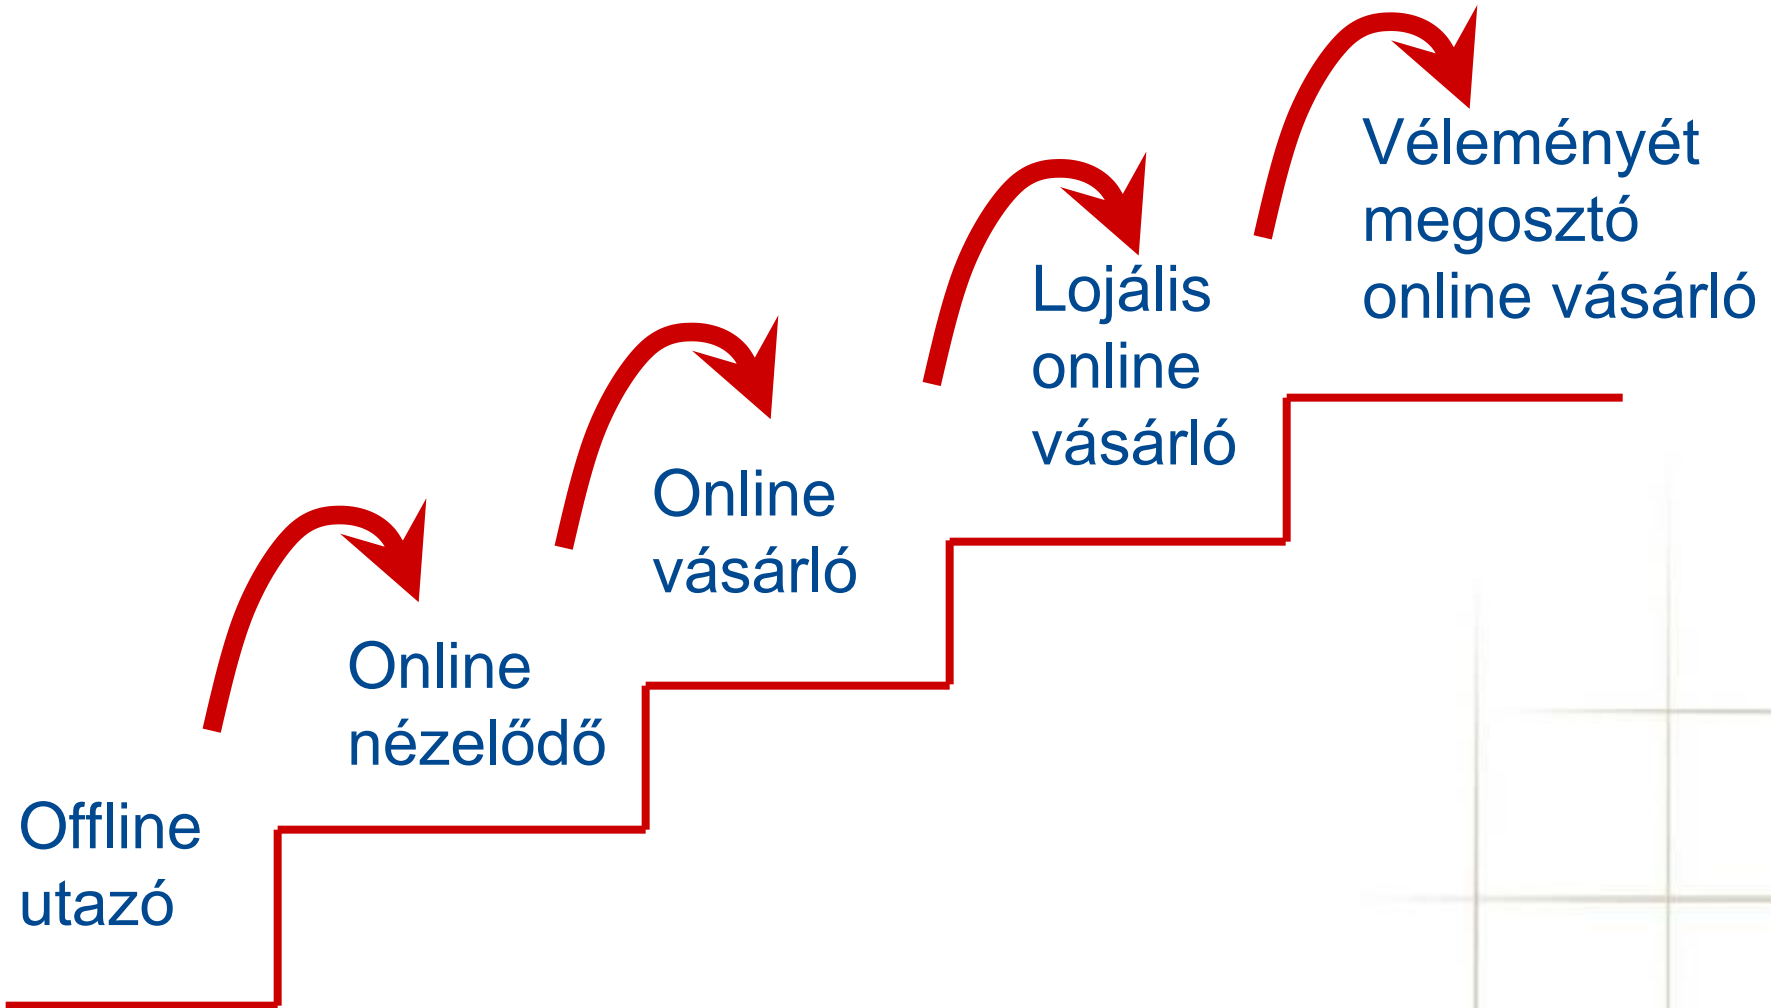 Offline
utazó
Online
nézelődő
Online
vásárló
Lojális
online
vásárló
Véleményét
megosztó
online vásárló